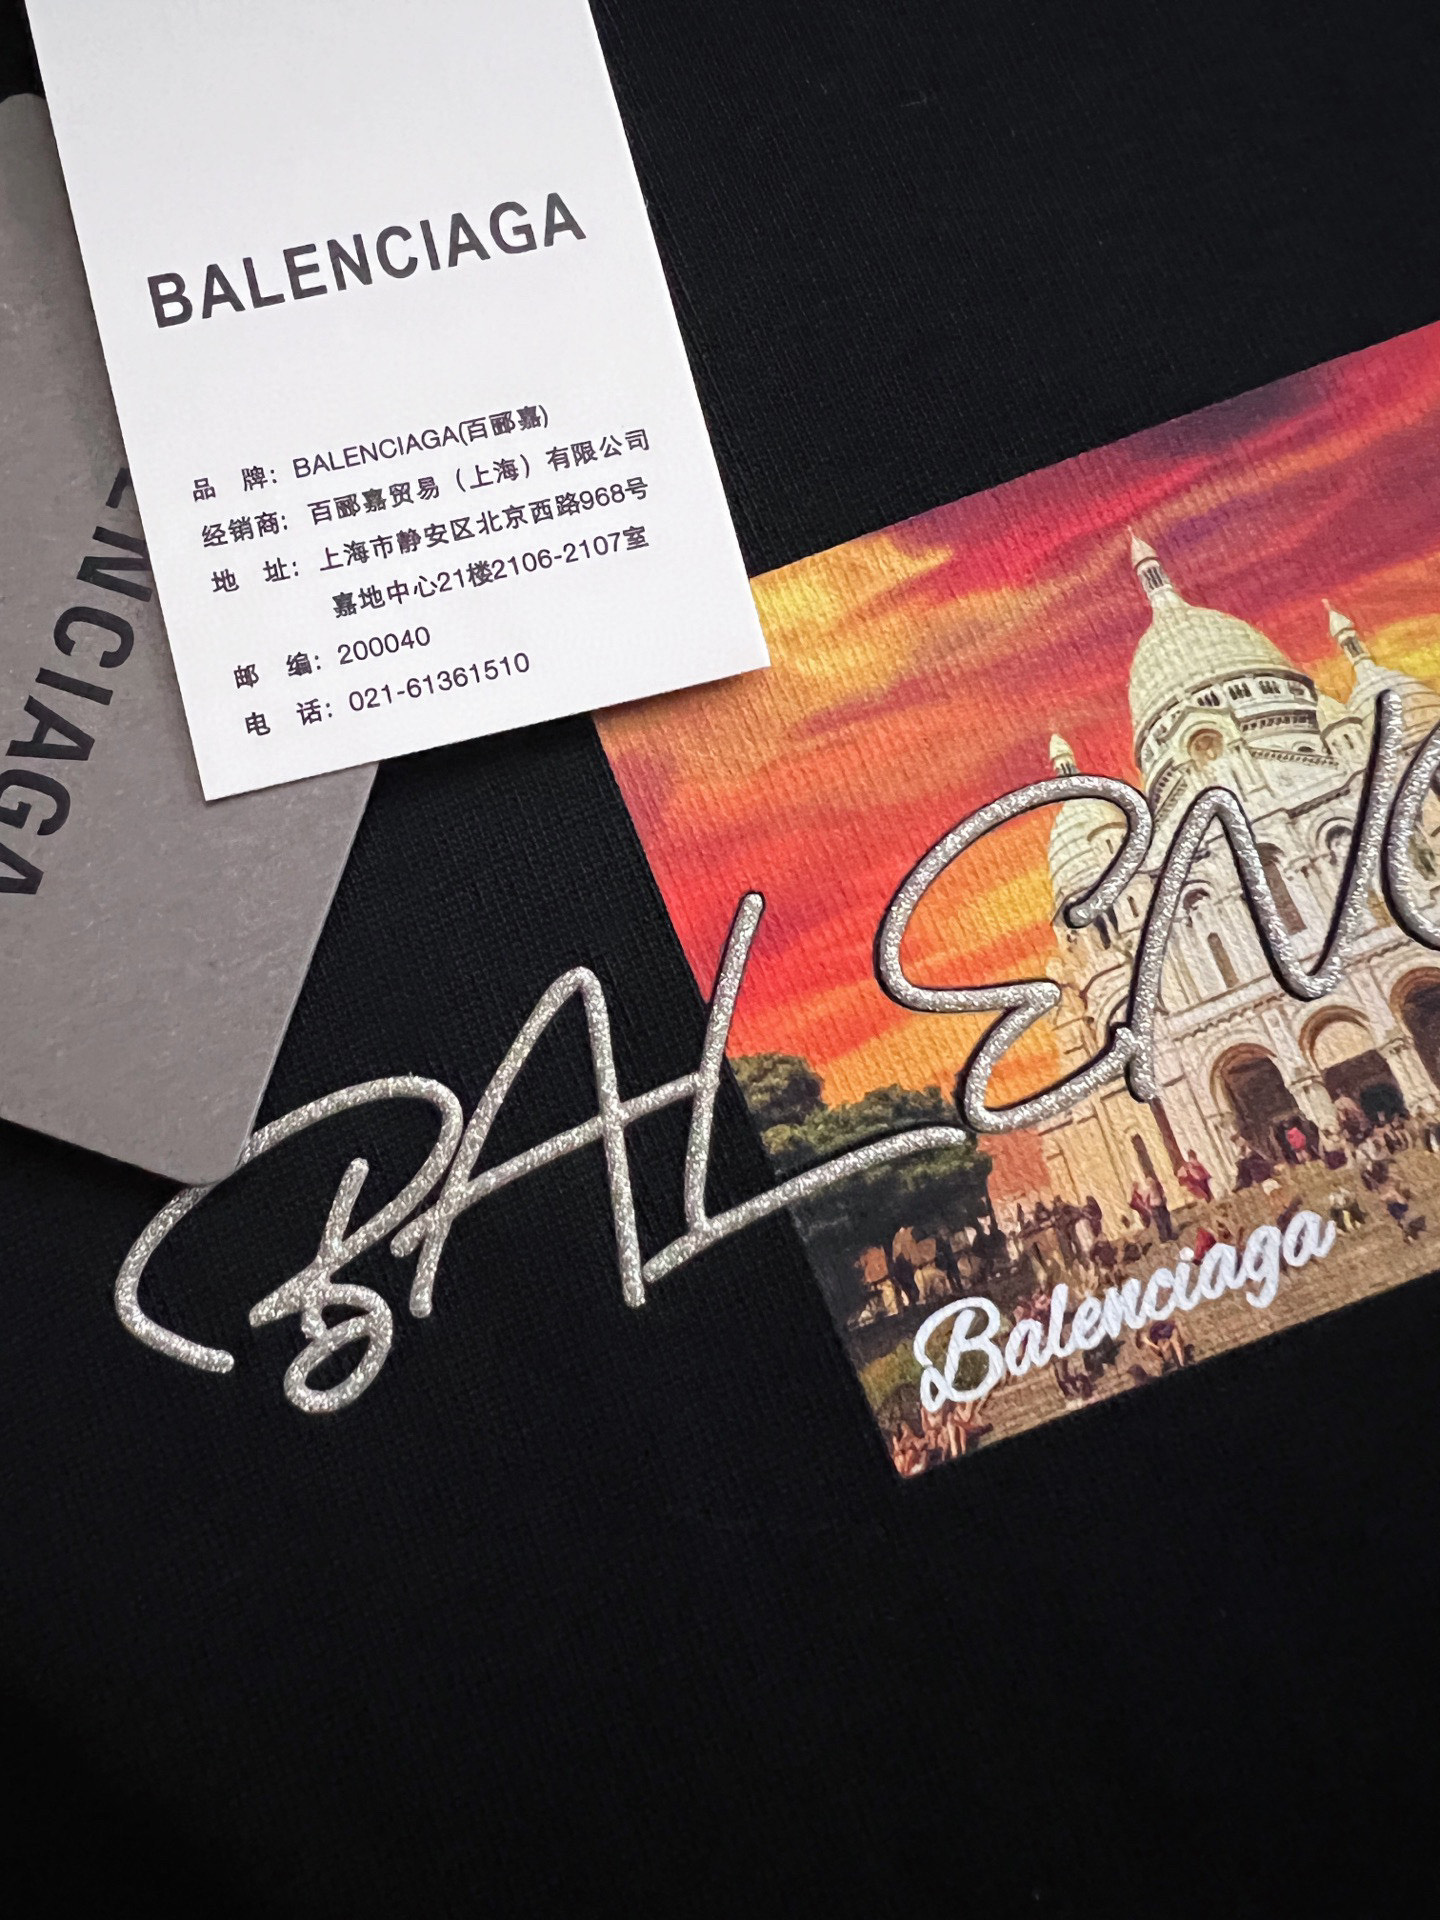 BALENCIAGA
品 牌：BALENCIAGA(百郦嘉)
经销商：百郦嘉贸易（上海）有限公司
地 址：上海市静安区北京西路968号
嘉地中心21楼2106-2107室
邮 编：200040
电 话：021-61361510
ENCIAGA
BALENC
Balenciaga